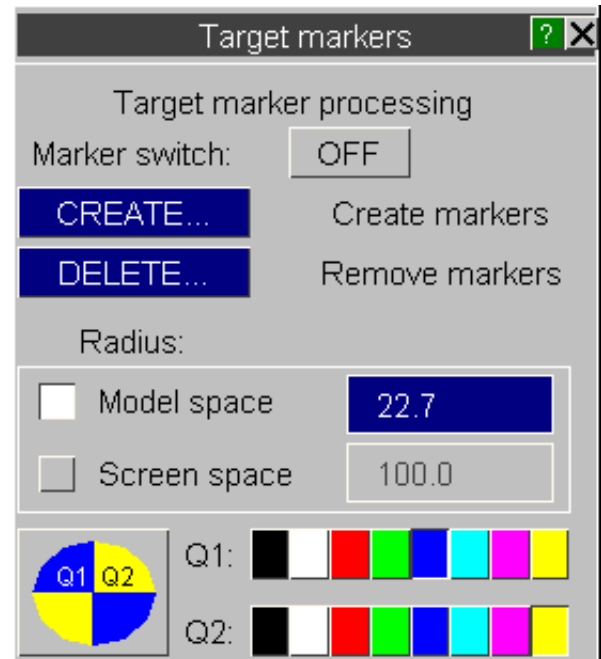 Target markers ? X
Target marker processing
Marker switch: OFF
CREATE... Create markers
DELETE... Remove markers
Radius:
Model space 22.7
Screen space 100.0
Q1 Q2 Q1:
Q2: